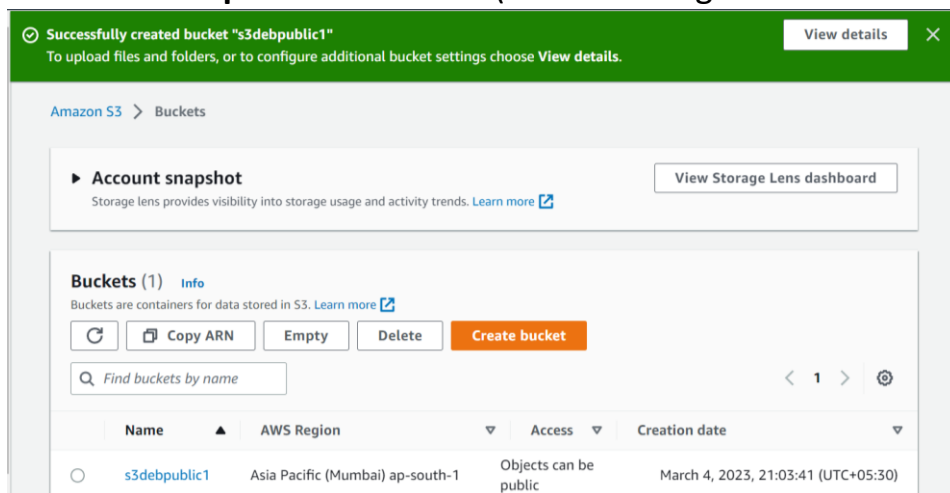 Successfully created bucket "s3debpublic1"
View details
To upload files and folders, or to configure additional bucket settings choose View details.
Amazon S3 > Buckets
Account snapshot
View Storage Lens dashboard
Storage lens provides visibility into storage usage and activity trends. Learn more
Buckets (1) Info
Buckets are containers for data stored in S3. Learn more
Copy ARN Empty Delete Create bucket
Find buckets by name
< 1 >
Name AWS Region Access Creation date
s3debpublic1 Asia Pacific (Mumbai) ap-south-1 Objects can be public March 4, 2023, 21:03:41 (UTC+05:30)